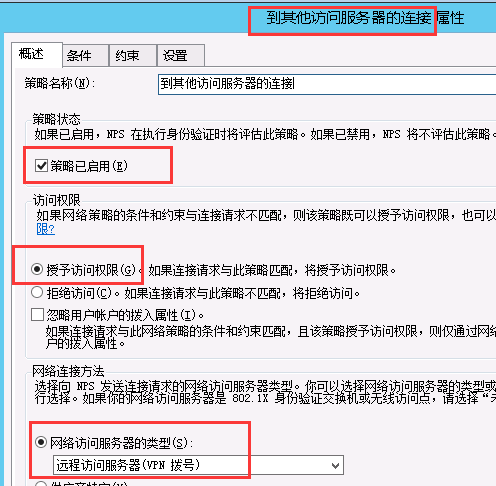 到其他访问服务器的连接 属性
概述 条件 约束 设置
策略名称(N): 到其他访问服务器的连接
策略状态
如果已启用，NPS 在执行身份验证时将评估此策略。如果已禁用，NPS 将不评估此策略。
策略已启用(E)
访问权限
如果网络策略的条件和约束与连接请求不匹配，则该策略既可以授予访问权限，也可以
限?
授予访问权限(G)。如果连接请求与此策略匹配，将授予访问权限。
拒绝访问(C)。如果连接请求与此策略不匹配，将拒绝访问。
忽略用户帐户的拨入属性(I)。
如果连接请求与此网络策略的条件和约束匹配，且该策略授予访问权限，则仅通过网络
户的拨入属性。
网络连接方法
选择向 NPS 发送连接请求的网络访问服务器类型。你可以选择网络访问服务器的类型或
行选择。如果你的网络访问服务器是 802.1X 身份验证交换机或无线访问点，请选择“未
网络访问服务器的类型(S):
远程访问服务器(VPN 拨号)